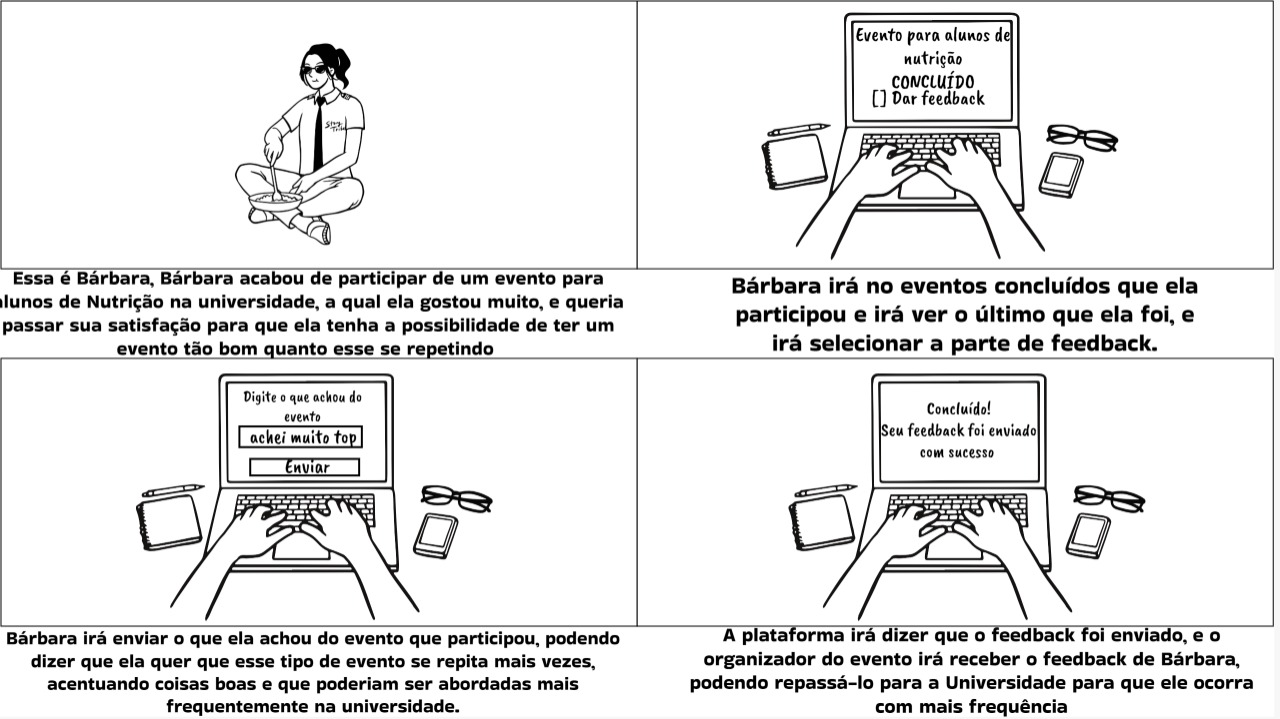 Essa é Bárbara, Bárbara acabou de participar de um evento para
alunos de Nutrição na universidade, a qual ela gostou muito, e queria
passar sua satisfação para que ela tenha a possibilidade de ter um
evento tão bom quanto esse se repetindo
Evento para alunos de
nutrição
CONCLUÍDO
[] Dar feedback
Bárbara irá no eventos concluídos que ela
participou e irá ver o último que ela foi, e
irá selecionar a parte de feedback.
Digite o que achou do
evento
achei muito top
Enviar
Bárbara irá enviar o que ela achou do evento que participou, podendo
dizer que ela quer que esse tipo de evento se repita mais vezes,
acentuando coisas boas e que poderiam ser abordadas mais
frequentemente na universidade.
Concluído!
Seu feedback foi enviado
com sucesso
A plataforma irá dizer que o feedback foi enviado, e o
organizador do evento irá receber o feedback de Bárbara,
podendo repassá-lo para a Universidade para que ele ocorra
com mais frequência